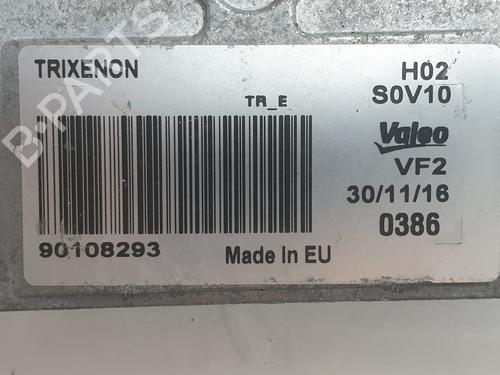 B-PARTS
TRIXENON
H02
TR_E
S0V10
Valeo
VF2
30/11/16
0386
90108293
Made In EU